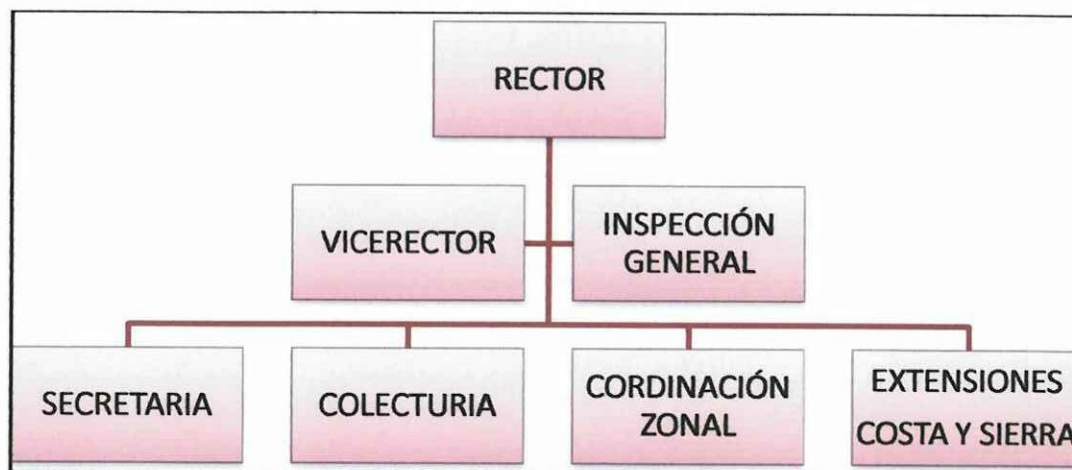 RECTOR
VICERECTOR
INSPECCIÓN
GENERAL
SECRETARIA
COLECTURIA
CORDINACIÓN
ZONAL
EXTENSIONES
COSTA Y SIERRA